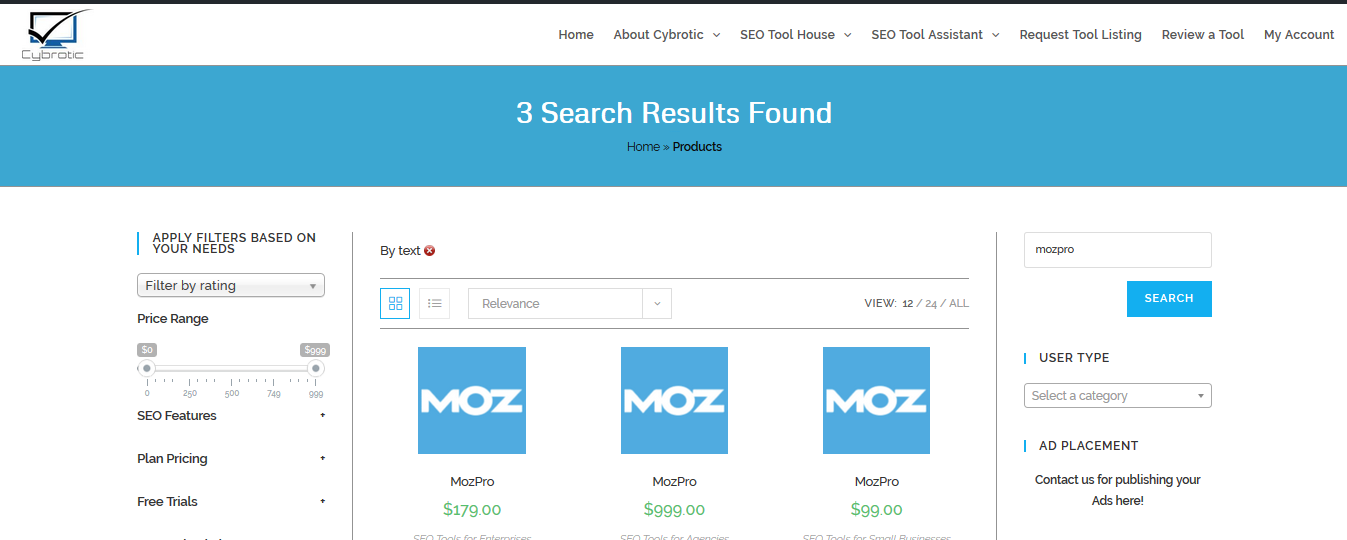 Cybrotic
Home About Cybrotic SEO Tool House SEO Tool Assistant Request Tool Listing Review a Tool My Account
3 Search Results Found
Home » Products
APPLY FILTERS BASED ON
YOUR NEEDS
Filter by rating
Price Range
$0 $999
0 250 500 749 999
SEO Features +
Plan Pricing +
Free Trials +
By text
Relevance
VIEW: 12 / 24 / ALL
MOZ MOZ MOZ
MozPro MozPro MozPro
$179.00 $999.00 $99.00
SEO Tools for Enterprises SEO Tools for Agencies SEO Tools for Small Businesses
mozpro
SEARCH
USER TYPE
Select a category
AD PLACEMENT
Contact us for publishing your
Ads here!